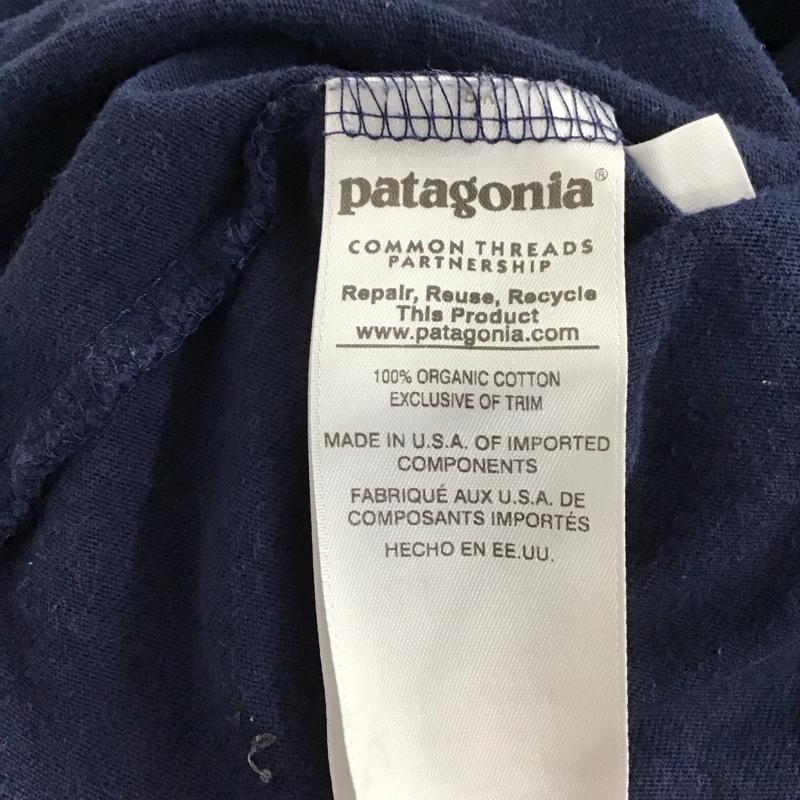 patagonia®
COMMON THREADS
PARTNERSHIP
Repair, Reuse, Recycle
This Product
www.patagonia.com
100% ORGANIC COTTON
EXCLUSIVE OF TRIM
MADE IN U.S.A. OF IMPORTED
COMPONENTS
FABRIQUÉ AUX U.S.A. DE
COMPOSANTS IMPORTÉS
HECHO EN EE.UU.